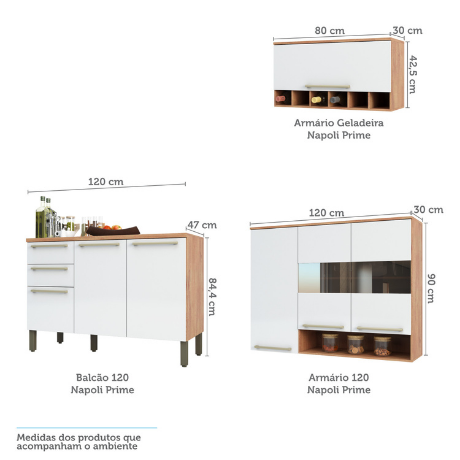 80 cm
30 cm
42,5 cm
Armário Geladeira
Napoli Prime
120 cm
47 cm
84,4 cm
Balcão 120
Napoli Prime
120 cm
30 cm
90 cm
Armário 120
Napoli Prime
Medidas dos produtos que
acompanham o ambiente